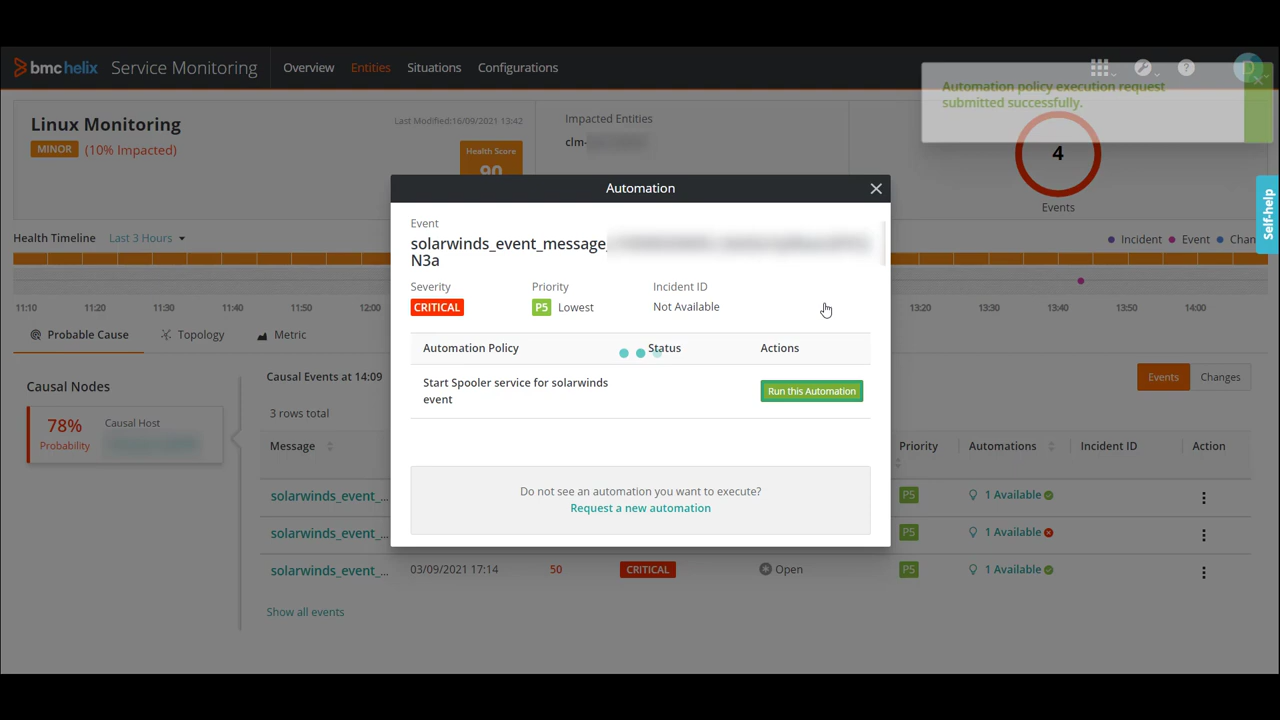 bmc helix Service Monitoring Overview Entities Situations Configurations
Automation policy execution request
submitted successfully.
Linux Monitoring
Last Modified:16/09/2021 13:42
MINOR (10% Impacted)
Health Score
90
Impacted Entities
clm-
4
Events
Self-help
Health Timeline Last 3 Hours
Incident Event Chan
11:10 11:20 11:30 11:40 11:50 12:00 13:20 13:30 13:40 13:50 14:00
Probable Cause Topology Metric
Causal Nodes
78%
Probability
Causal Host
Causal Events at 14:09
Events Changes
3 rows total
Message Priority Automations Incident ID Action
solarwinds_event_... P5 1 Available
solarwinds_event_... P5 1 Available
solarwinds_event_... 03/09/2021 17:14 50 CRITICAL Open P5 1 Available
Show all events
Automation
Event
solarwinds_event_message_
N3a
Severity Priority Incident ID
CRITICAL P5 Lowest Not Available
Automation Policy Status Actions
Start Spooler service for solarwinds
event
Run this Automation
Do not see an automation you want to execute?
Request a new automation